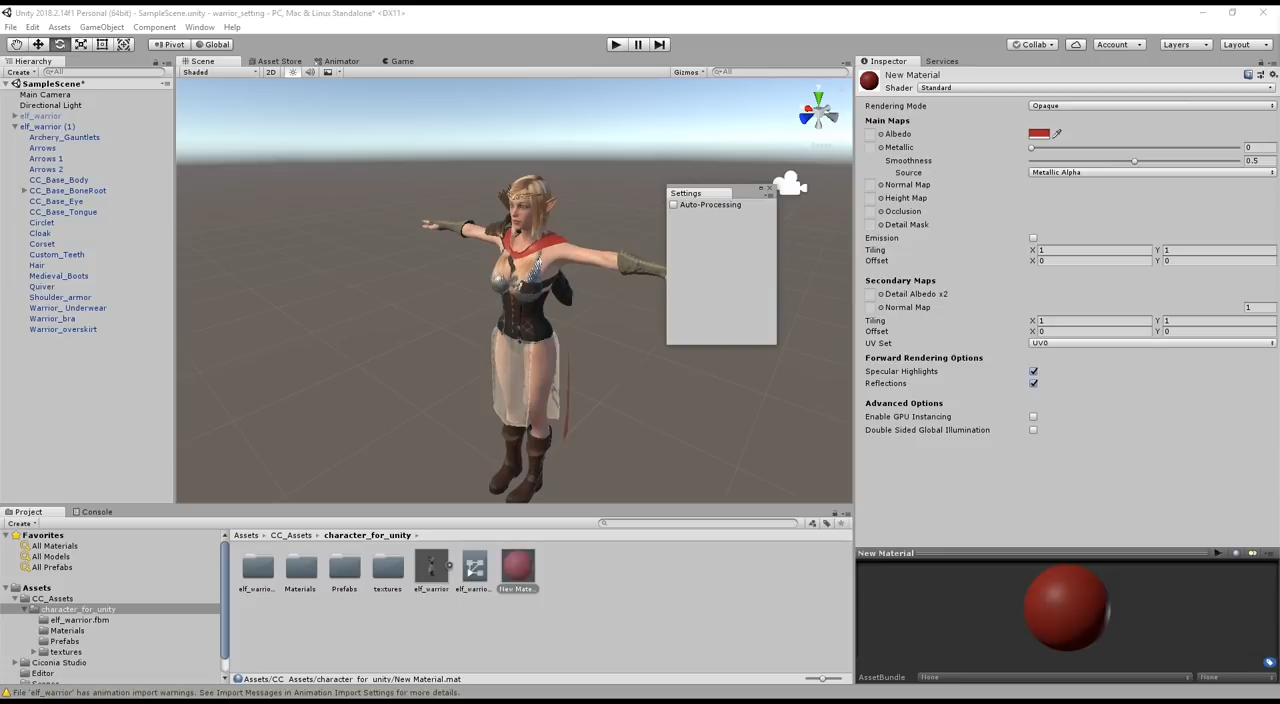 Unity 2018.2.14f1 Personal (64bit) - SampleScene.unity - warrior_setting - PC, Mac & Linux Standalone* <DX11>
File Edit Assets GameObject Component Window Help
Pivot Global Collab Account Layers Layout
Hierarchy
Create All
SampleScene*
Main Camera
Directional Light
elf_warrior
elf_warrior (1)
Archery_Gauntlets
Arrows
Arrows 1
Arrows 2
CC_Base_Body
CC_Base_BoneRoot
CC_Base_Eye
CC_Base_Tongue
Circlet
Cloak
Corset
Custom_Teeth
Hair
Medieval_Boots
Quiver
Shoulder_armor
Warrior_ Underwear
Warrior_bra
Warrior_overskirt
Scene Asset Store Animator Game
Shaded 2D Gizmos All
Settings
Auto-Processing
Inspector Services
New Material
Shader Standard
Rendering Mode Opaque
Main Maps
Albedo
Metallic 0
Smoothness 0.5
Source Metallic Alpha
Normal Map
Height Map
Occlusion
Detail Mask
Emission
Tiling X 1 Y 1
Offset X 0 Y 0
Secondary Maps
Detail Albedo x2
Normal Map 1
Tiling X 1 Y 1
Offset X 0 Y 0
UV Set UV0
Forward Rendering Options
Specular Highlights
Reflections
Advanced Options
Enable GPU Instancing
Double Sided Global Illumination
Project Console
Create
Favorites
All Materials
All Models
All Prefabs
Assets
CC_Assets
character_for_unity
elf_warrior.fbm
Materials
Prefabs
textures
Ciconia Studio
Editor
Assets CC_Assets character_for_unity
elf_warrio... Materials Prefabs textures elf_warrior elf_warrio... New Mate...
Assets/CC_Assets/character_for_unity/New Material.mat
New Material
AssetBundle None None
File 'elf_warrior' has animation import warnings. See Import Messages in Animation Import Settings for more details.